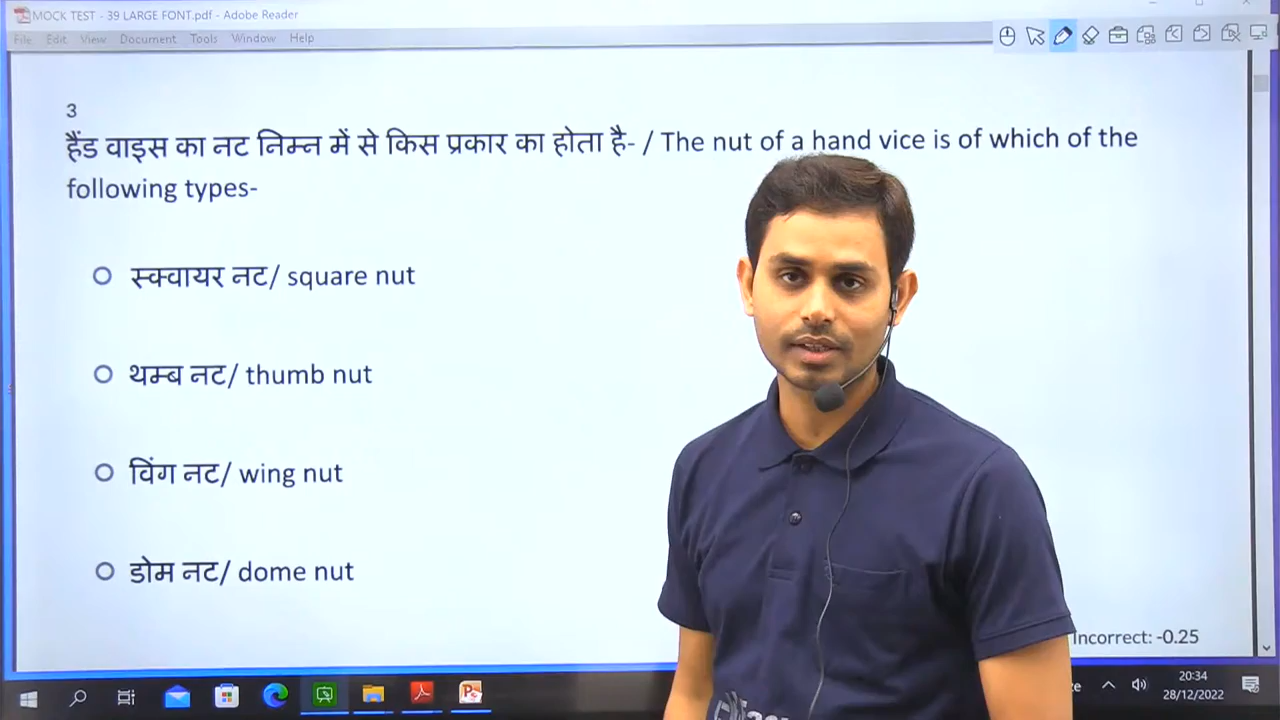 MOCK TEST - 39 LARGE FONT.pdf - Adobe Reader
File Edit View Document Tools Window Help
3
हैंड वाइस का नट निम्न में से किस प्रकार का होता है- / The nut of a hand vice is of which of the
following types-
स्क्वायर नट/ square nut
थम्ब नट/ thumb nut
विंग नट/ wing nut
डोम नट/ dome nut
Incorrect: -0.25
20:34
28/12/2022